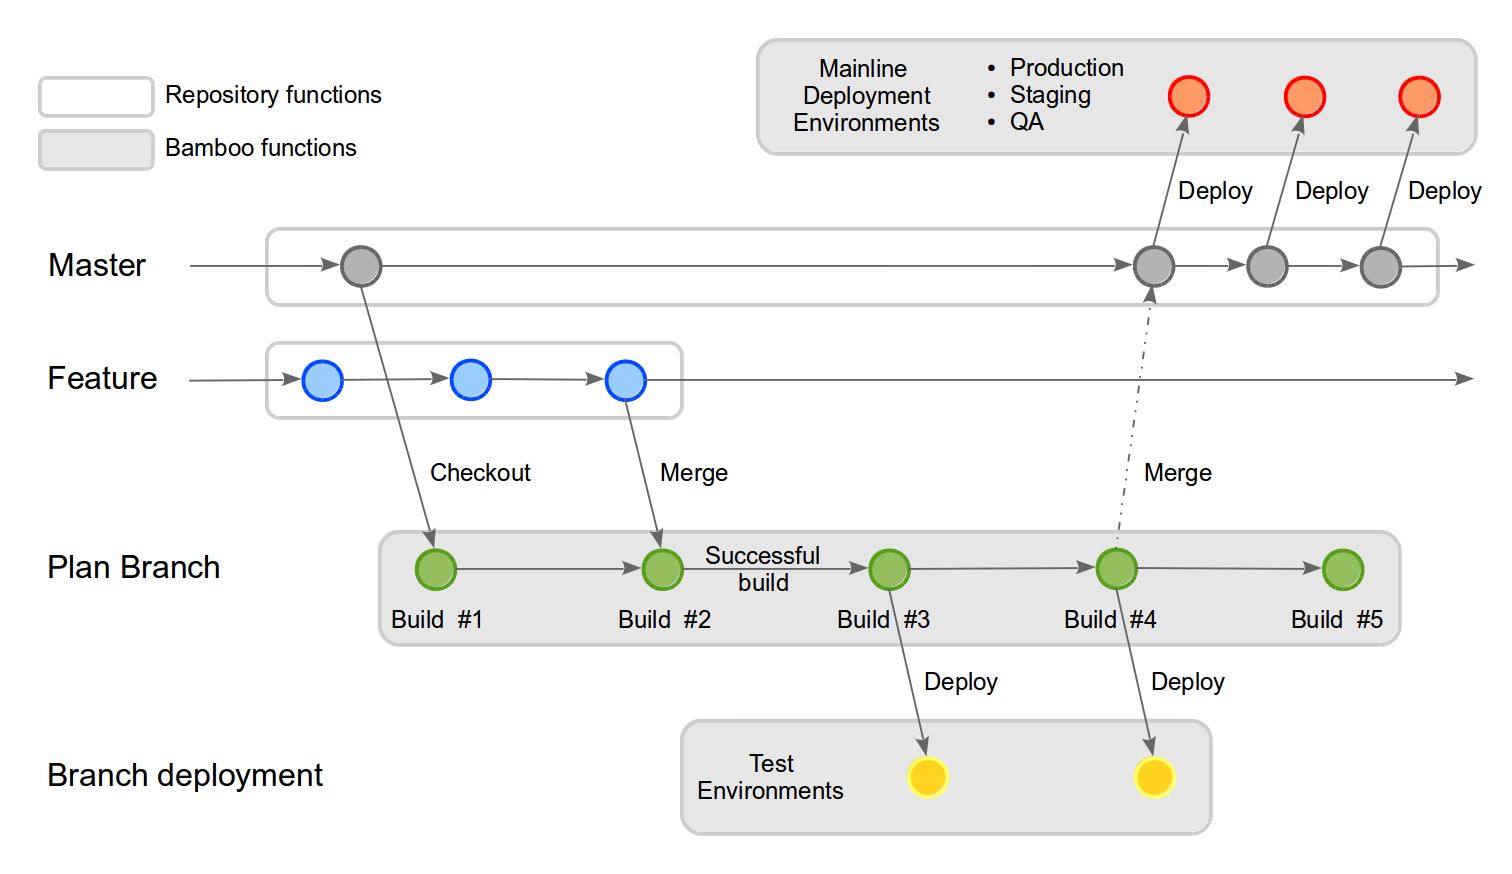 Repository functions
Bamboo functions
Mainline
Deployment
Environments
• Production
• Staging
• QA
Deploy
Deploy
Deploy
Master
Feature
Checkout
Merge
Merge
Plan Branch
Successful
build
Build #1
Build #2
Build #3
Build #4
Build #5
Deploy
Deploy
Branch deployment
Test
Environments